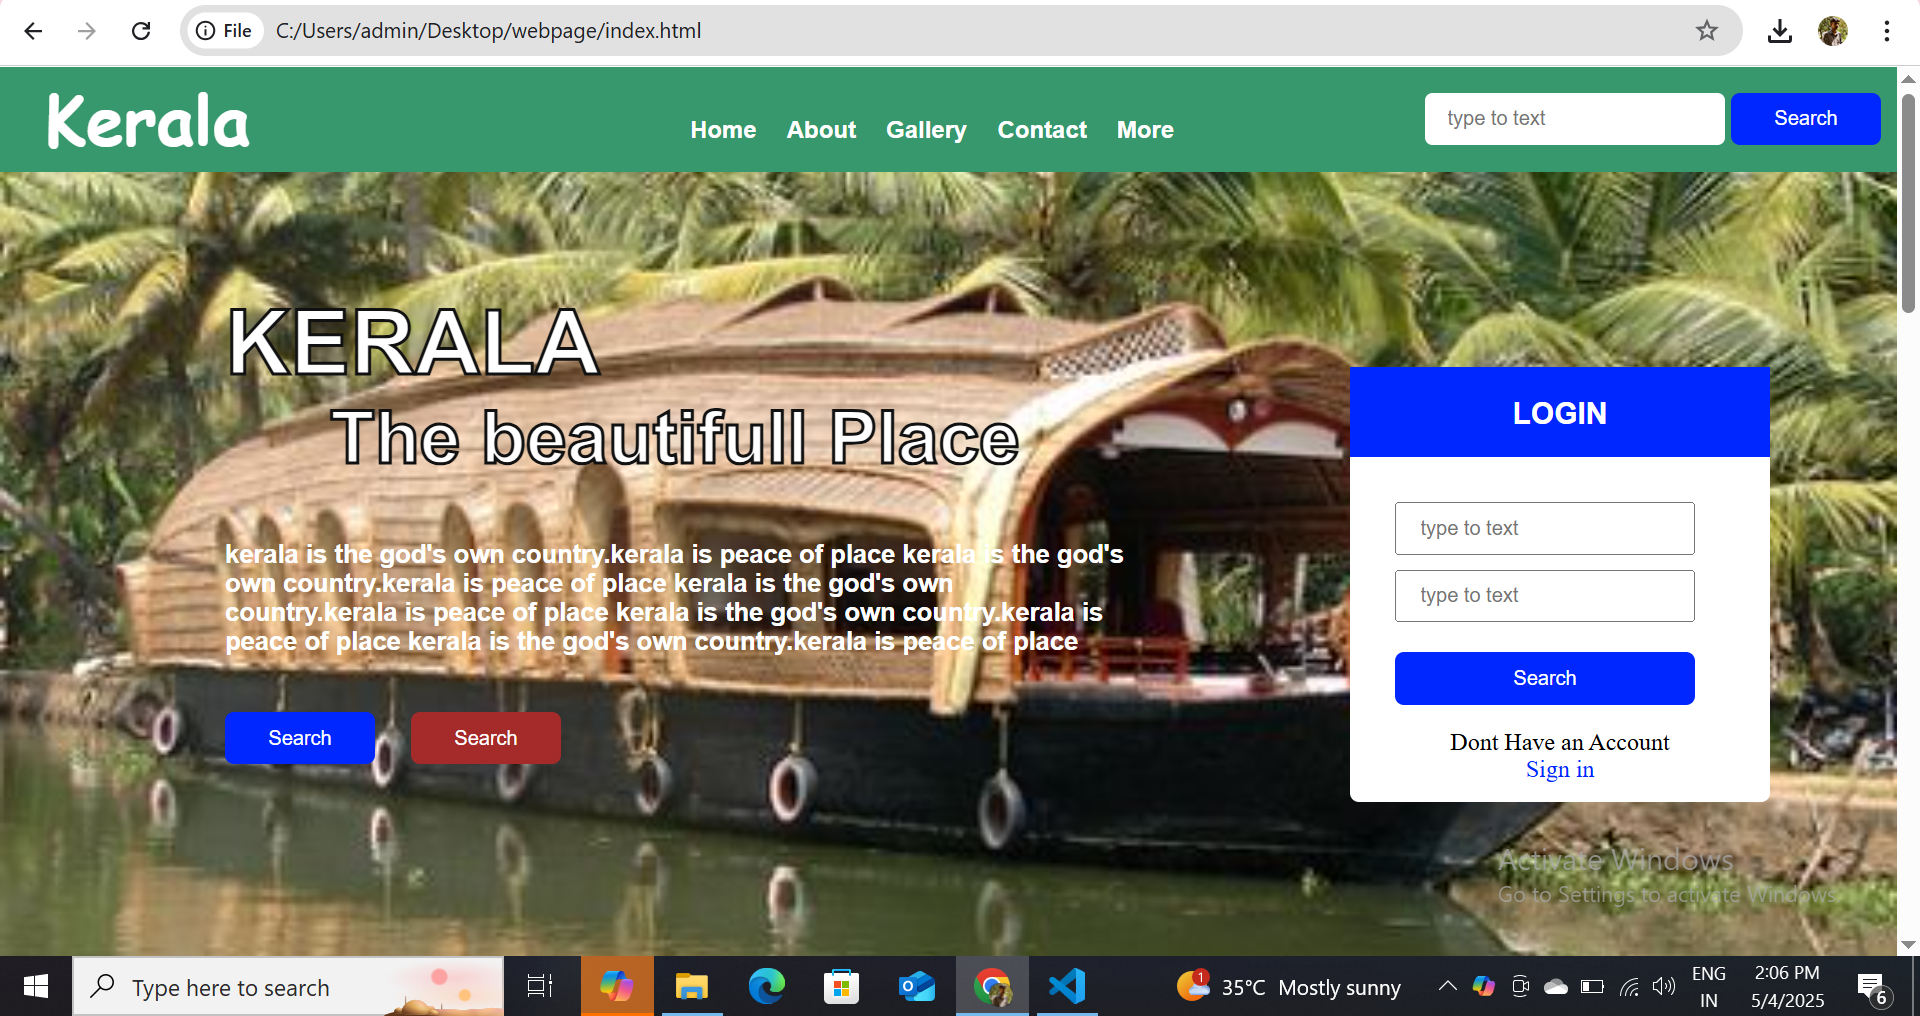 File C:/Users/admin/Desktop/webpage/index.html
Kerala
Home About Gallery Contact More
type to text Search
KERALA
The beautifull Place
kerala is the god's own country.kerala is peace of place kerala is the god's
own country.kerala is peace of place kerala is the god's own
country.kerala is peace of place kerala is the god's own country.kerala is
peace of place kerala is the god's own country.kerala is peace of place
Search Search
LOGIN
type to text
type to text
Search
Dont Have an Account
Sign in
Activate Windows
Go to Settings to activate Windows.
Type here to search
1
35°C Mostly sunny
ENG
IN
2:06 PM
5/4/2025
6